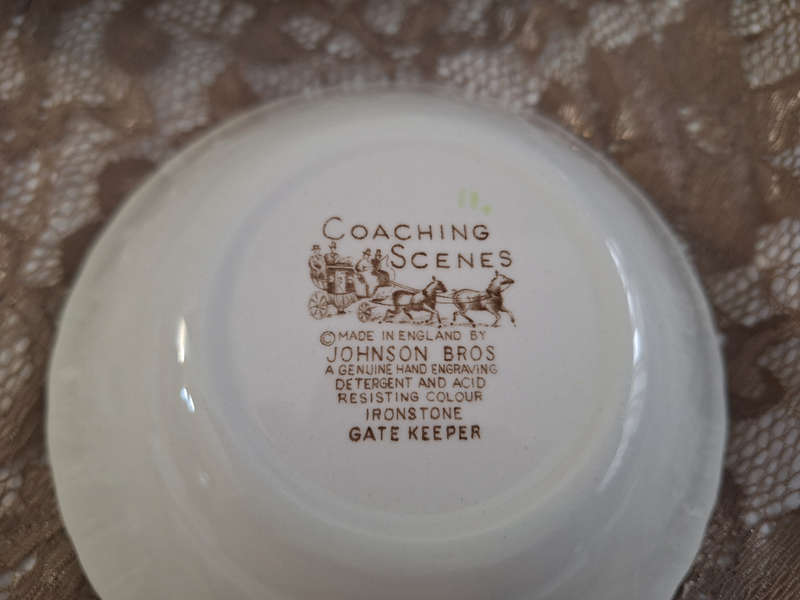 COACHING
SCENES
© MADE IN ENGLAND BY
JOHNSON BROS
A GENUINE HAND ENGRAVING
DETERGENT AND ACID
RESISTING COLOUR
IRONSTONE
GATE KEEPER